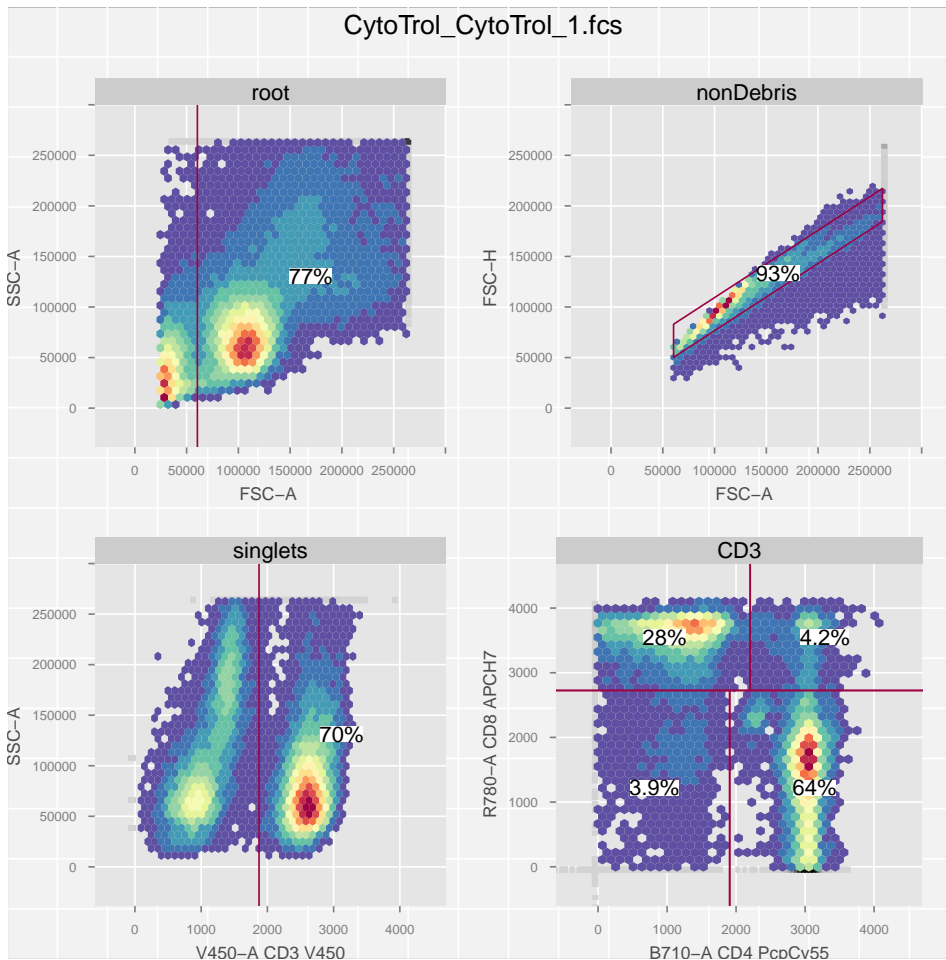 CytoTrol_CytoTrol_1.fcs
root
SSC−A
250000
200000
150000
100000
50000
0
77%
0 50000 100000 150000 200000 250000
FSC−A
nonDebris
FSC−H
250000
200000
150000
100000
50000
0
93%
0 50000 100000 150000 200000 250000
FSC−A
singlets
SSC−A
250000
200000
150000
100000
50000
0
70%
0 1000 2000 3000 4000
V450−A CD3 V450
CD3
R780−A CD8 APCH7
4000
3000
2000
1000
0
28% 4.2%
3.9% 64%
0 1000 2000 3000 4000
B710−A CD4 PcpCy55